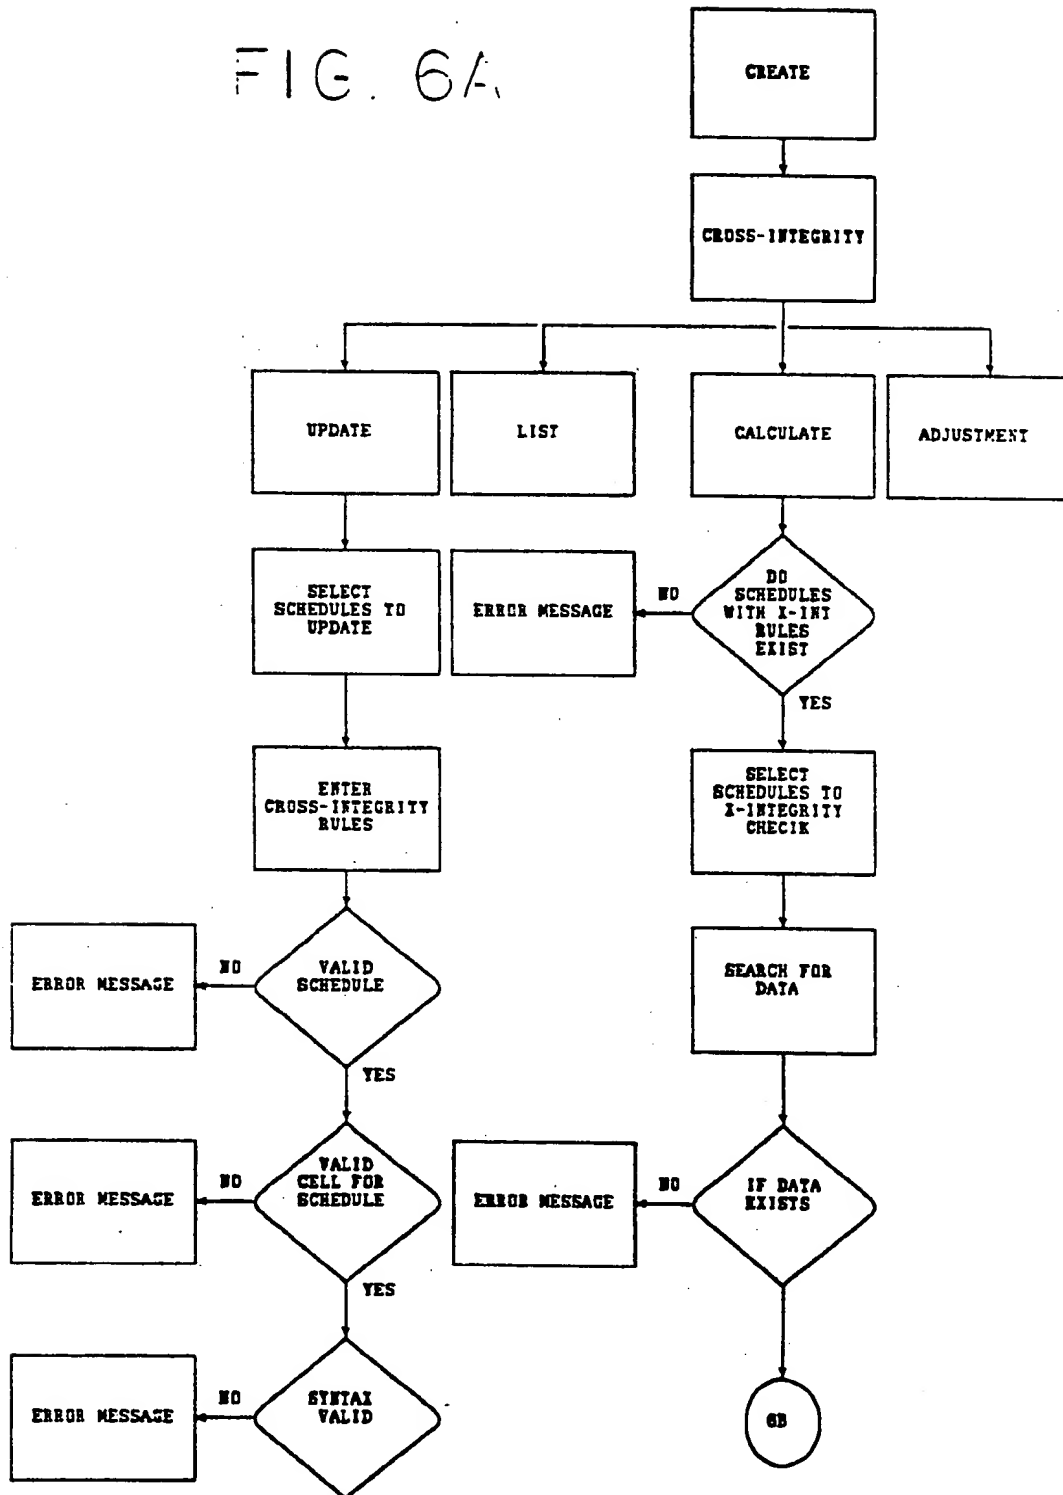 FIG. 6A
CREATE
CROSS-INTEGRITY
UPDATE
LIST
CALCULATE
ADJUSTMENT
SELECT
SCHEDULES TO
UPDATE
ERROR MESSAGE
NO
DO
SCHEDULES
WITH X-INT
RULES
EXIST
YES
ENTER
CROSS-INTEGRITY
RULES
SELECT
SCHEDULES TO
X-INTEGRITY
CHECIK
ERROR MESSAGE
NO
VALID
SCHEDULE
SEARCH FOR
DATA
YES
ERROR MESSAGE
NO
VALID
CELL FOR
SCHEDULE
ERROR MESSAGE
NO
IF DATA
EXISTS
YES
ERROR MESSAGE
NO
SYNTAX
VALID
6B